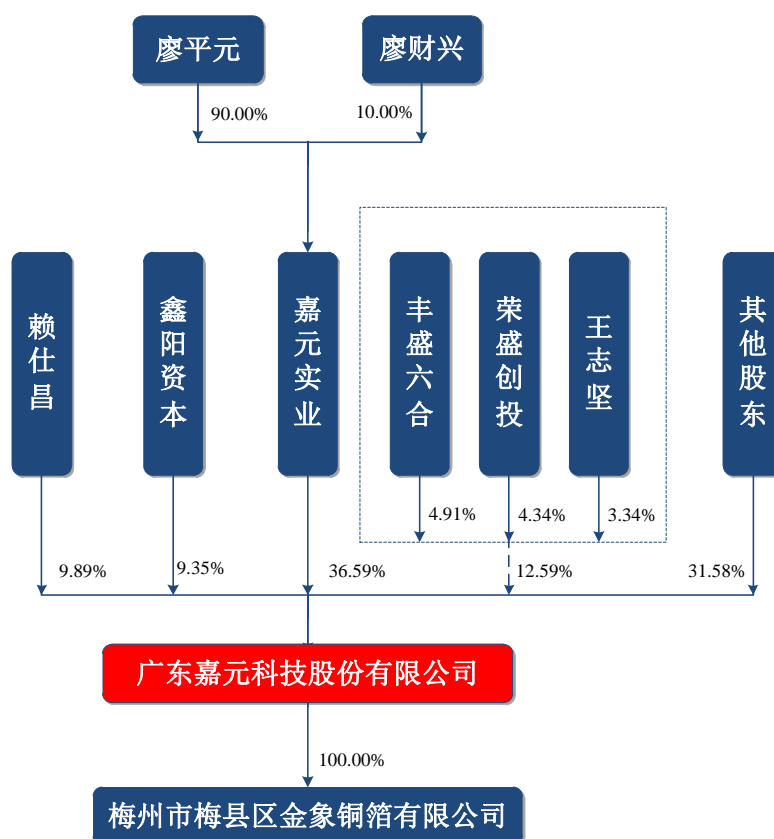 廖平元
廖财兴
90.00%
10.00%
赖仕昌
鑫阳资本
嘉元实业
丰盛六合
荣盛创投
王志坚
其他股东
4.91%
4.34%
3.34%
9.89%
9.35%
36.59%
12.59%
31.58%
广东嘉元科技股份有限公司
100.00%
梅州市梅县区金象铜箔有限公司